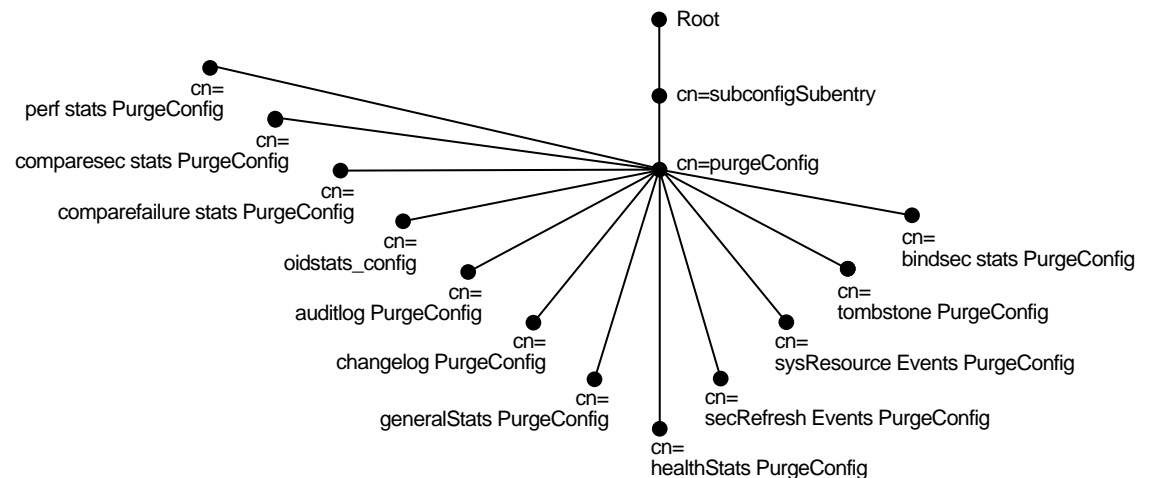 Root
cn=subconfigSubentry
cn=purgeConfig
cn=
perf stats PurgeConfig
cn=
comparesec stats PurgeConfig
cn=
comparefailure stats PurgeConfig
cn=
oidstats_config
cn=
auditlog PurgeConfig
cn=
changelog PurgeConfig
cn=
generalStats PurgeConfig
cn=
healthStats PurgeConfig
cn=
secRefresh Events PurgeConfig
cn=
sysResource Events PurgeConfig
cn=
tombstone PurgeConfig
cn=
bindsec stats PurgeConfig